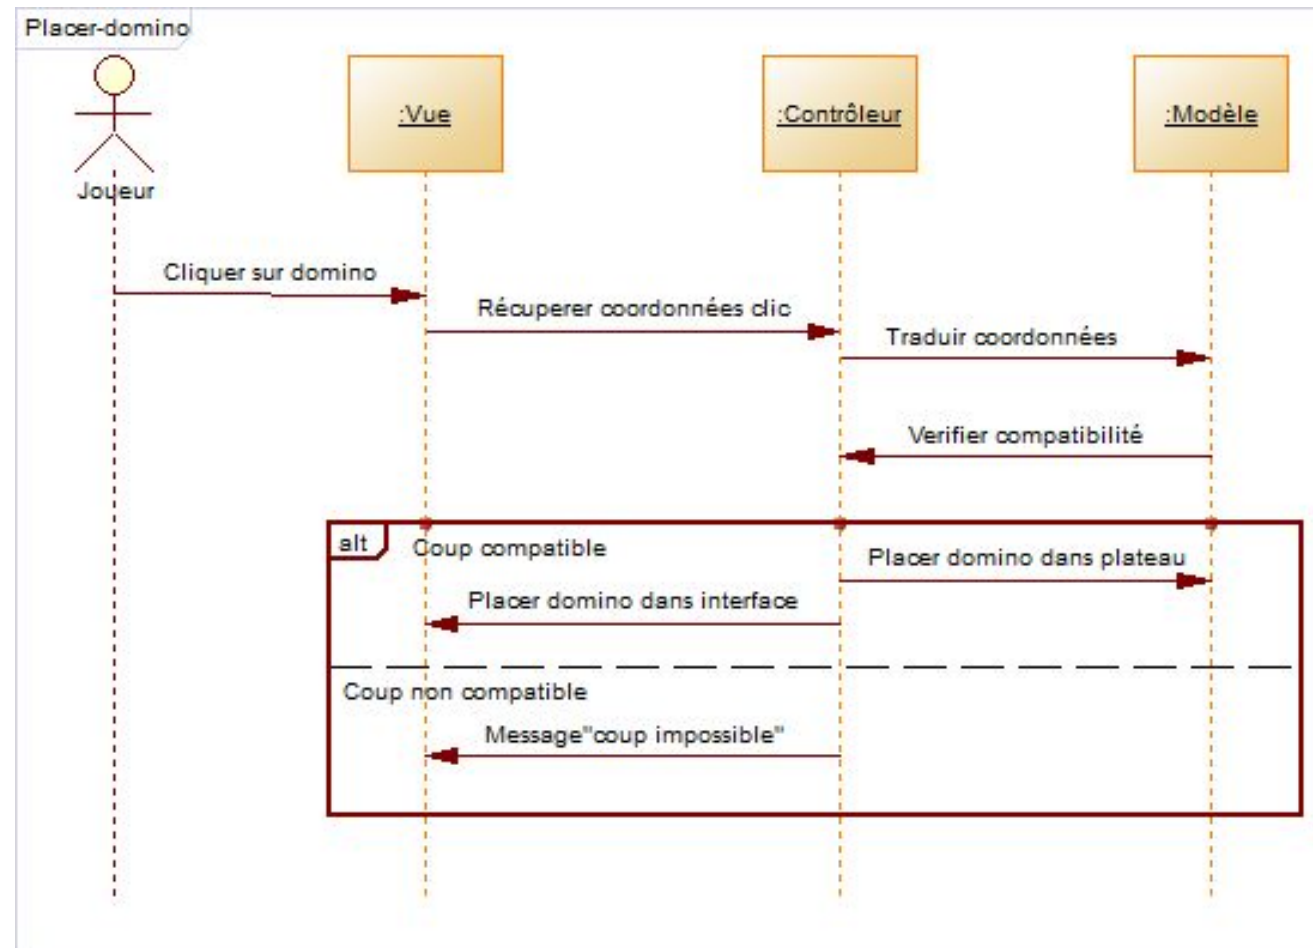 Placer-domino
:Vue
:Contrôleur
:Modèle
Joueur
Cliquer sur domino
Récuperer coordonnées clic
Traduir coordonnées
Verifier compatibilité
alt
Coup compatible
Placer domino dans plateau
Placer domino dans interface
Coup non compatible
Message"coup impossible"